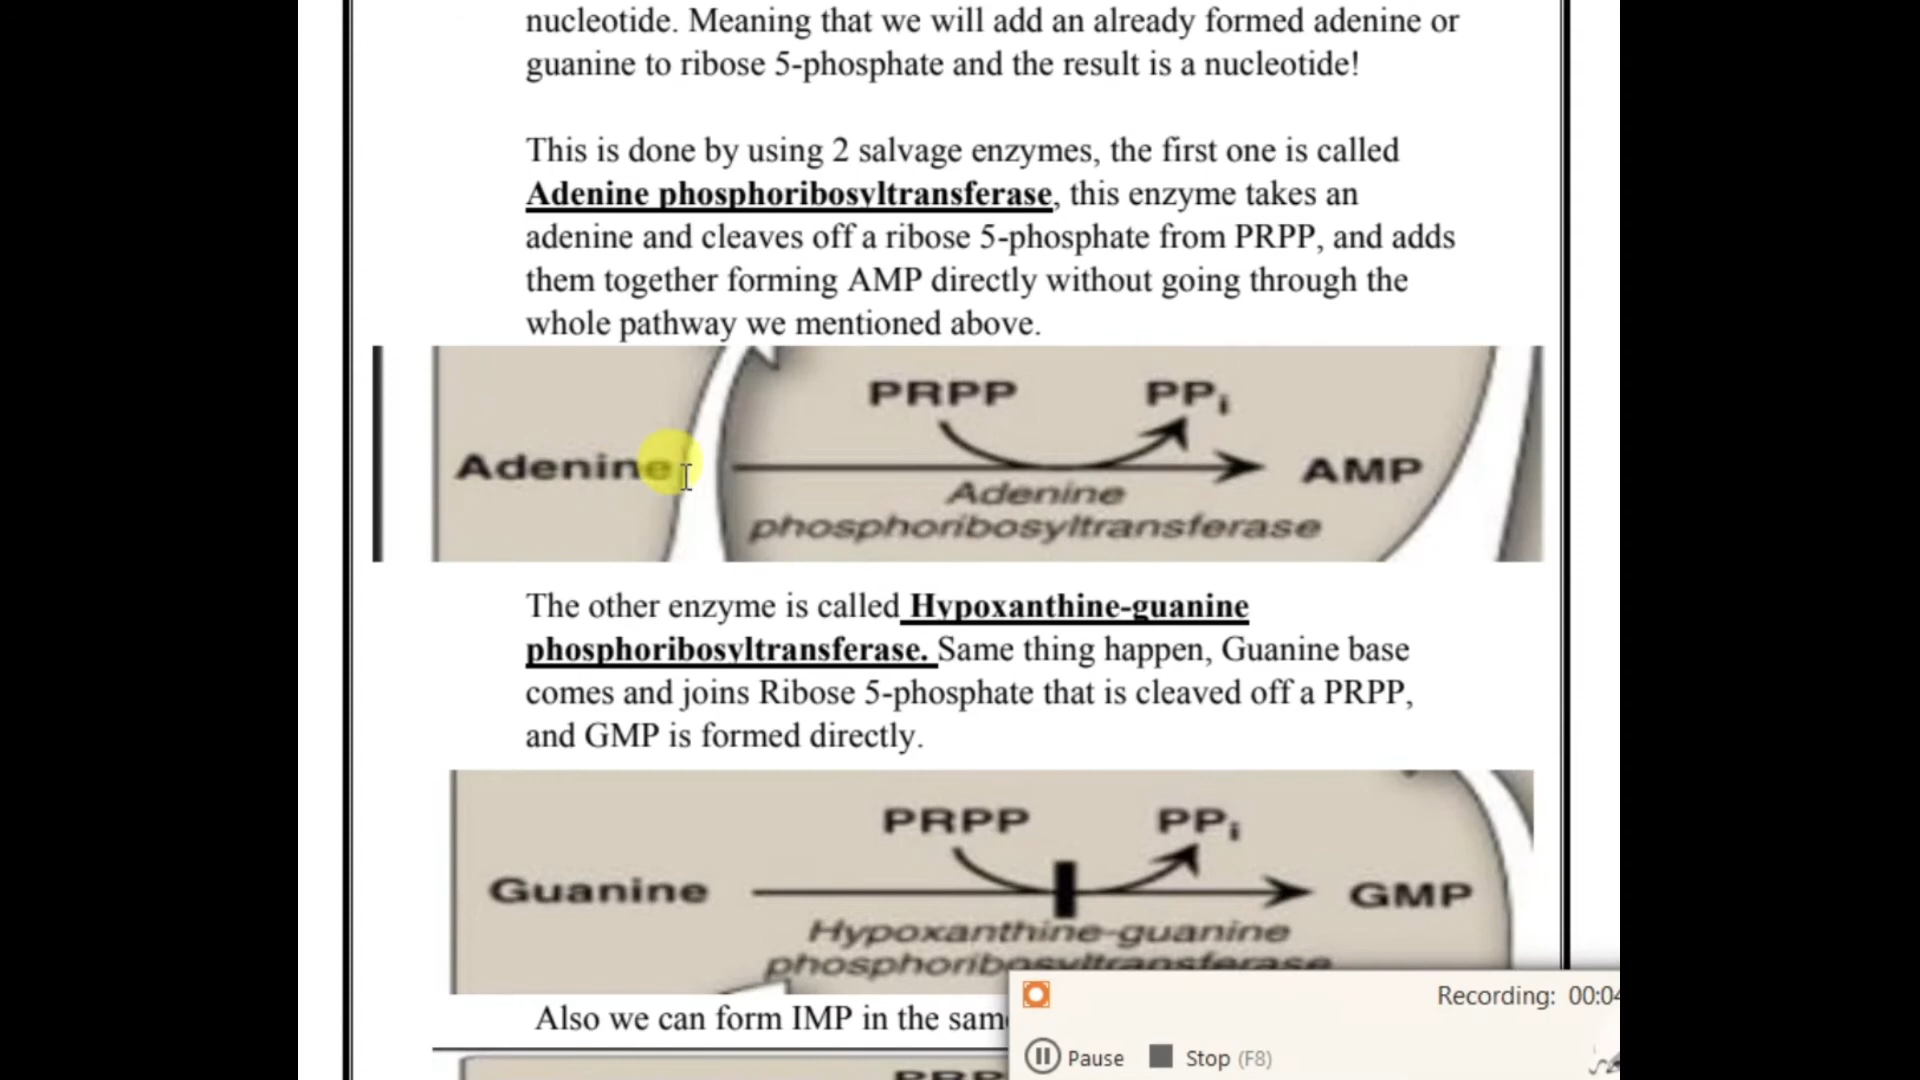 nucleotide. Meaning that we will add an already formed adenine or
guanine to ribose 5-phosphate and the result is a nucleotide!
This is done by using 2 salvage enzymes, the first one is called
Adenine phosphoribosyltransferase, this enzyme takes an
adenine and cleaves off a ribose 5-phosphate from PRPP, and adds
them together forming AMP directly without going through the
whole pathway we mentioned above.
PRPP PPi
Adenine AMP
Adenine
phosphoribosyltransferase
The other enzyme is called Hypoxanthine-guanine
phosphoribosyltransferase. Same thing happen, Guanine base
comes and joins Ribose 5-phosphate that is cleaved off a PRPP,
and GMP is formed directly.
PRPP PPi
Guanine GMP
Hypoxanthine-guanine
phosphoribosyltransferase
Also we can form IMP in the
PRPP
Recording: 00:04
Pause Stop (F8)